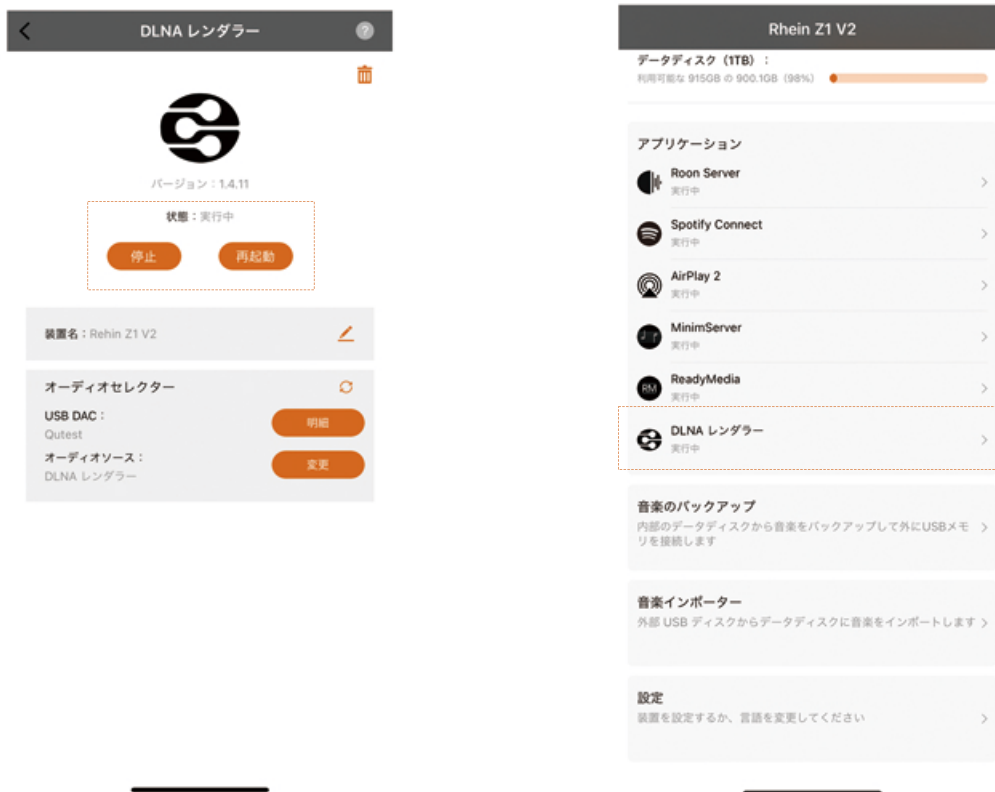 DLNA レンダラー
?
バージョン：1.4.11
状態：実行中
停止
再起動
装置名：Rehin Z1 V2
オーディオセレクター
USB DAC：
Qutest
明細
オーディオソース：
DLNA レンダラー
変更
Rhein Z1 V2
データディスク（1TB）：
利用可能な 915GB の 900.1GB（98%）
アプリケーション
Roon Server
実行中
Spotify Connect
実行中
AirPlay 2
実行中
MinimServer
実行中
RM
ReadyMedia
実行中
DLNA レンダラー
実行中
音楽のバックアップ
内部のデータディスクから音楽をバックアップして外にUSBメモ
リを接続します
音楽インポーター
外部 USB ディスクからデータディスクに音楽をインポートします
設定
装置を設定するか、言語を変更してください